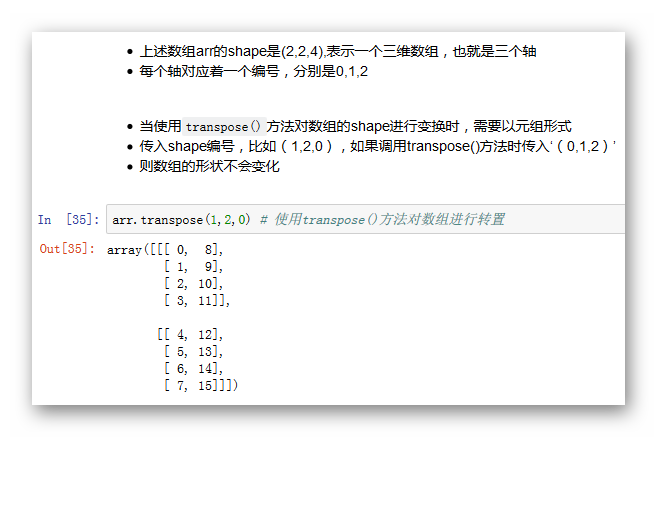 上述数组arr的shape是(2,2,4),表示一个三维数组，也就是三个轴
每个轴对应着一个编号，分别是0,1,2
当使用 transpose() 方法对数组的shape进行变换时，需要以元组形式
传入shape编号，比如（1,2,0），如果调用transpose()方法时传入'（0,1,2）'
则数组的形状不会变化
In [35]: arr.transpose(1,2,0) # 使用transpose()方法对数组进行转置
Out[35]: array([[[ 0, 8],
[ 1, 9],
[ 2, 10],
[ 3, 11]],
[[ 4, 12],
[ 5, 13],
[ 6, 14],
[ 7, 15]]])